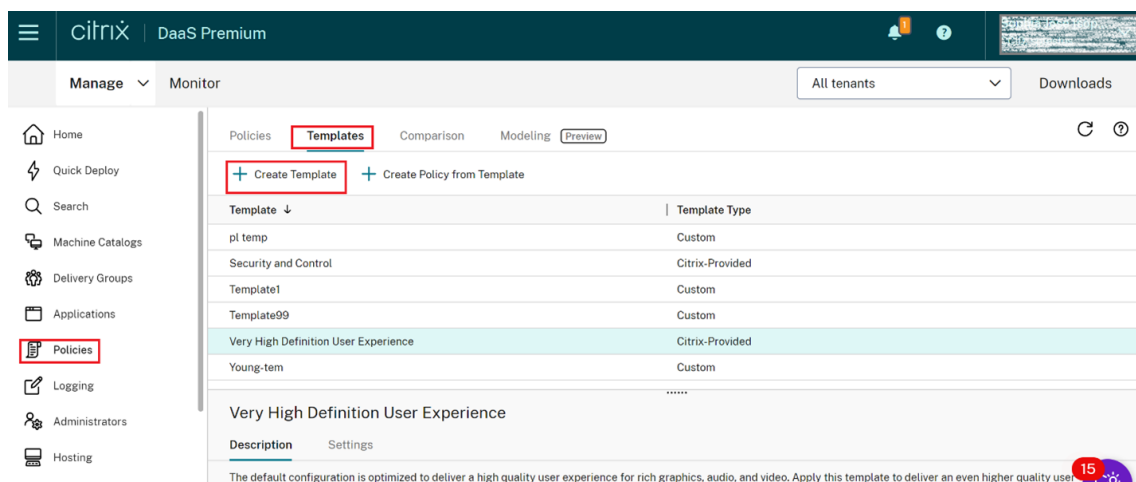 citrix | DaaS Premium
1
?
Manage
Monitor
All tenants
Downloads
Home
Quick Deploy
Search
Machine Catalogs
Delivery Groups
Applications
Policies
Logging
Administrators
Hosting
Policies
Templates
Comparison
Modeling
Preview
?
+ Create Template
+ Create Policy from Template
Template ↓
Template Type
pl temp
Custom
Security and Control
Citrix-Provided
Template1
Custom
Template99
Custom
Very High Definition User Experience
Citrix-Provided
Young-tem
Custom
Very High Definition User Experience
Description
Settings
The default configuration is optimized to deliver a high quality user experience for rich graphics, audio, and video. Apply this template to deliver an even higher quality user
15